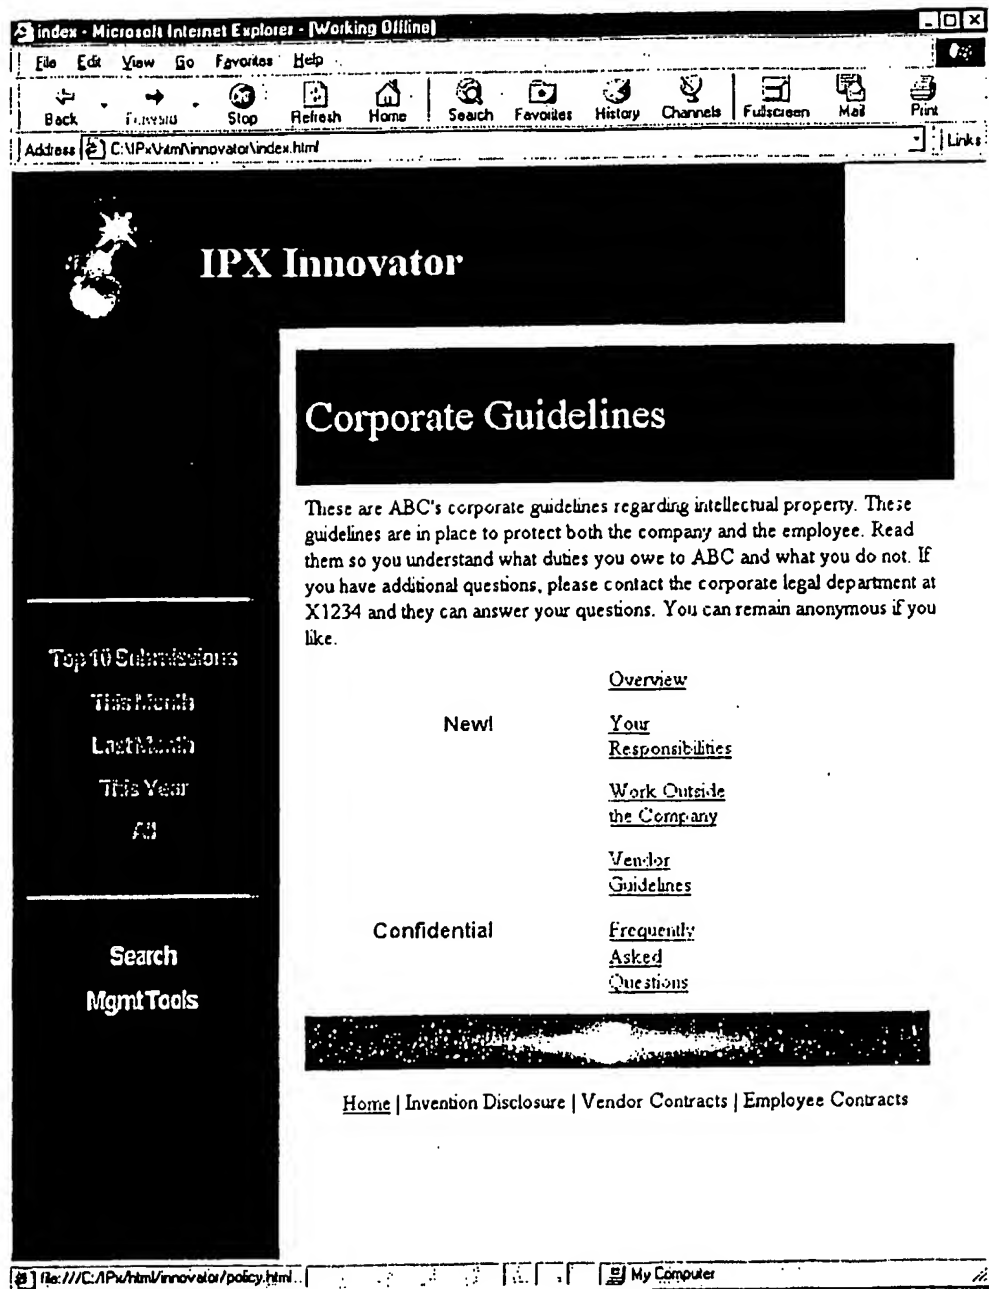 index - Microsoft Internet Explorer - [Working Offline]
File Edit View Go Favorites Help
Back Forward Stop Refresh Home Search Favorites History Channels Fullscreen Mail Print
Address C:\IPx\html\innovator\index.html Links
IPX Innovator
Corporate Guidelines
These are ABC's corporate guidelines regarding intellectual property. These
guidelines are in place to protect both the company and the employee. Read
them so you understand what duties you owe to ABC and what you do not. If
you have additional questions, please contact the corporate legal department at
X1234 and they can answer your questions. You can remain anonymous if you
like.
Top 10 Submissions
This Month
Last Month
This Year
All
Search
Mgmt Tools
Overview
New! Your
Responsibilities
Work Outside
the Company
Vendor
Guidelines
Confidential Frequently
Asked
Questions
Home | Invention Disclosure | Vendor Contracts | Employee Contracts
file:///C:/IPx/html/innovator/policy.html My Computer